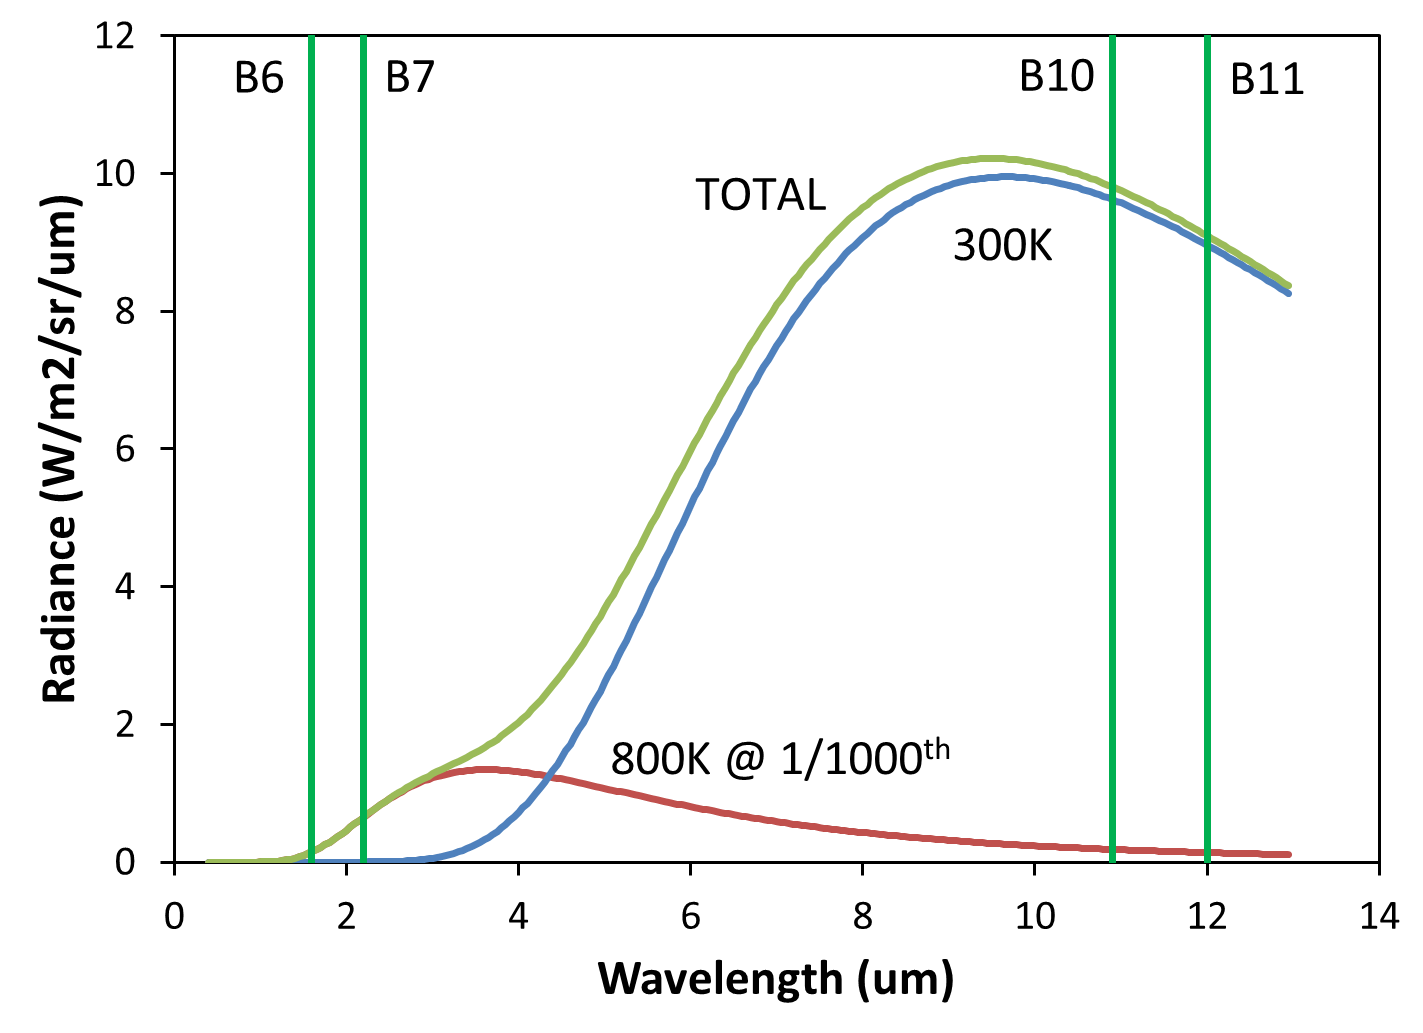 12
B6
B7
B10
B11
10
TOTAL
300K
8
6
4
2
800K @ 1/1000th
0
0 2 4 6 8 10 12 14
Radiance (W/m2/sr/um)
Wavelength (um)